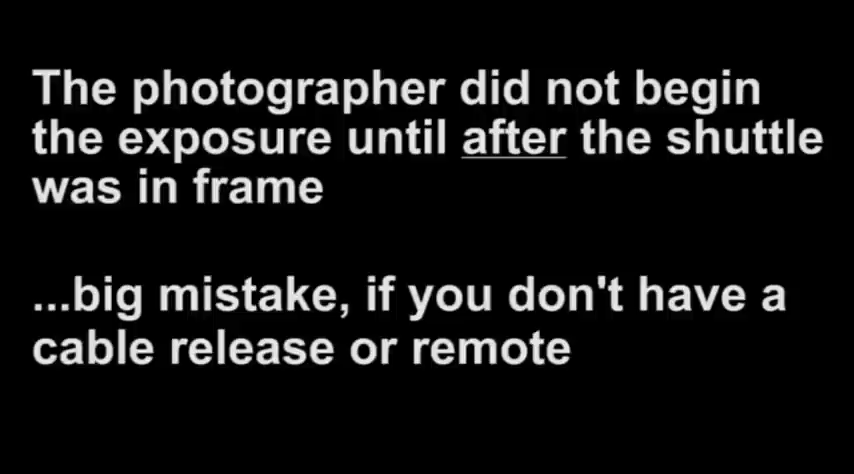 The photographer did not begin
the exposure until after the shuttle
was in frame
...big mistake, if you don't have a
cable release or remote